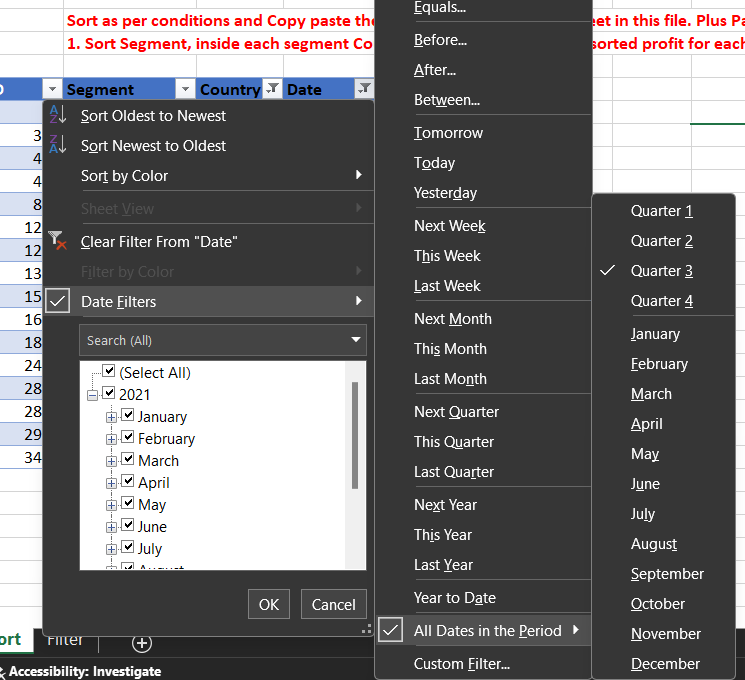 Equals...
Sort as per conditions and Copy paste the
eet in this file. Plus Pa
1. Sort Segment, inside each segment Co
sorted profit for each
Before...
After...
Between...
Segment
Country
Date
Sort Oldest to Newest
Sort Newest to Oldest
Sort by Color
Sheet View
Clear Filter From "Date"
Filter by Color
Date Filters
Search (All)
(Select All)
2021
January
February
March
April
May
June
July
August
OK
Cancel
3
4
4
8
12
12
13
15
16
18
24
28
28
29
34
Tomorrow
Today
Yesterday
Next Week
This Week
Last Week
Next Month
This Month
Last Month
Next Quarter
This Quarter
Last Quarter
Next Year
This Year
Last Year
Year to Date
All Dates in the Period
Custom Filter...
Quarter 1
Quarter 2
Quarter 3
Quarter 4
January
February
March
April
May
June
July
August
September
October
November
December
ort
Filter
Accessibility: Investigate